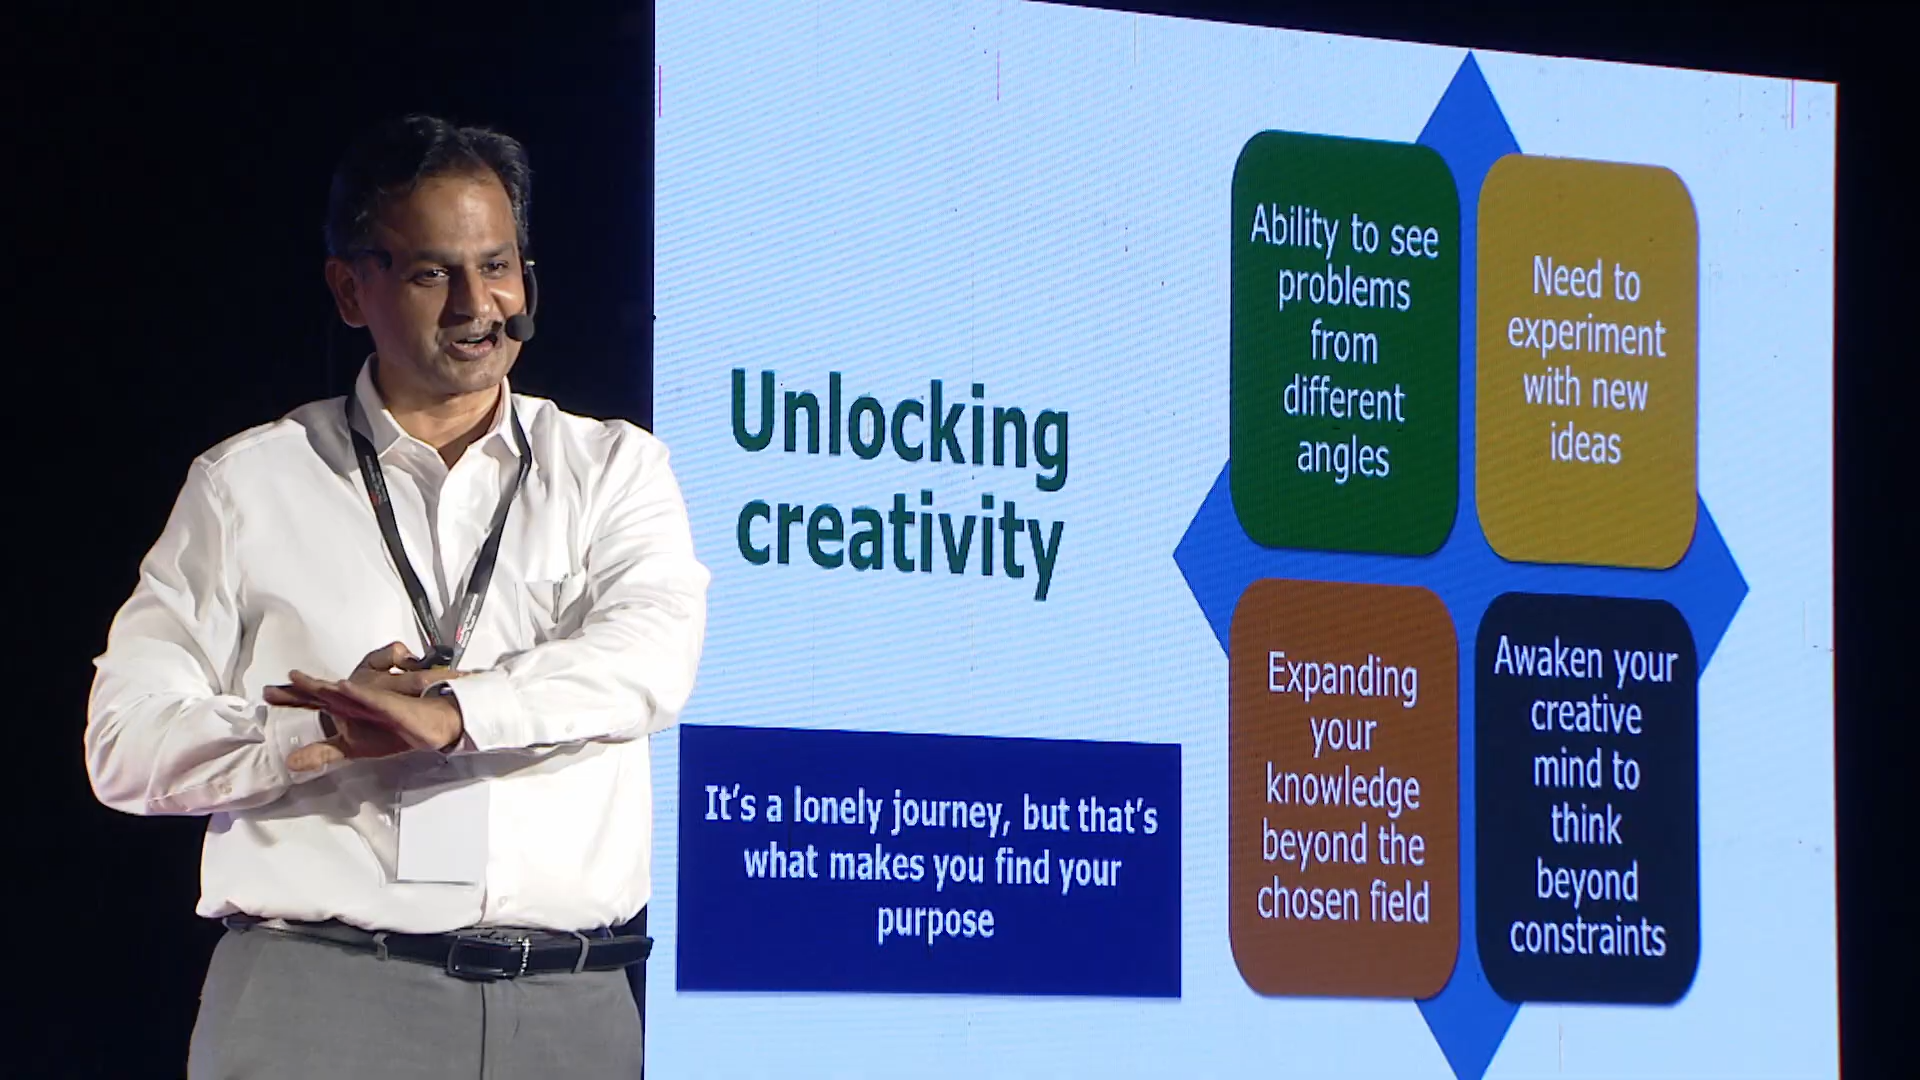 Unlocking
creativity
It's a lonely journey, but that's
what makes you find your
purpose
Ability to see
problems
from
different
angles
Need to
experiment
with new
ideas
Expanding
your
knowledge
beyond the
chosen field
Awaken your
creative
mind to
think
beyond
constraints